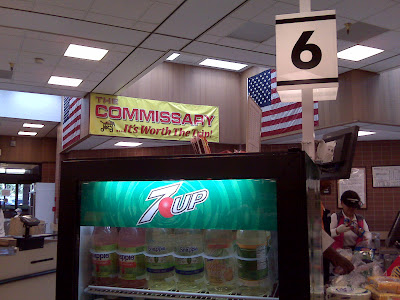 THE
COMMISSARY
...It's Worth The Trip!
6
7UP